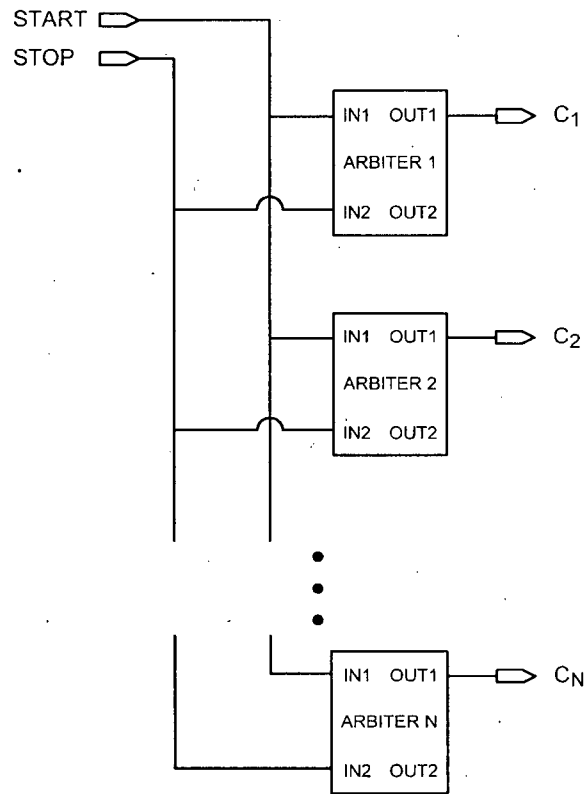 START
STOP
IN1 OUT1
C1
ARBITER 1
IN2 OUT2
IN1 OUT1
C2
ARBITER 2
IN2 OUT2
IN1 OUT1
CN
ARBITER N
IN2 OUT2